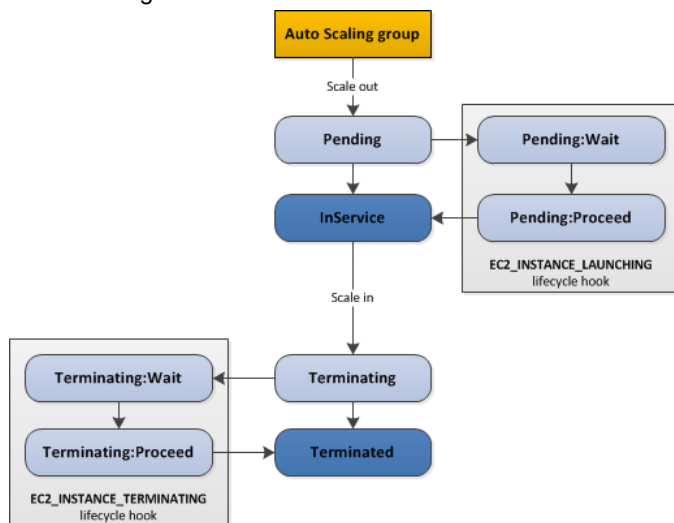 Auto Scaling group
Scale out
Pending
Pending:Wait
InService
Pending:Proceed
EC2_INSTANCE_LAUNCHING
lifecycle hook
Scale in
Terminating:Wait
Terminating
Terminating:Proceed
Terminated
EC2_INSTANCE_TERMINATING
lifecycle hook